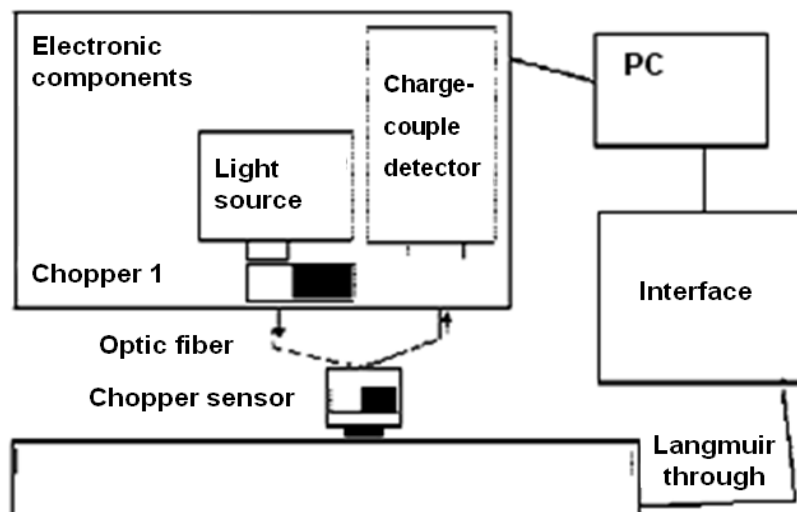 Electronic
components
Charge-
couple
detector
Light
source
Chopper 1
PC
Interface
Optic fiber
Chopper sensor
Langmuir
through